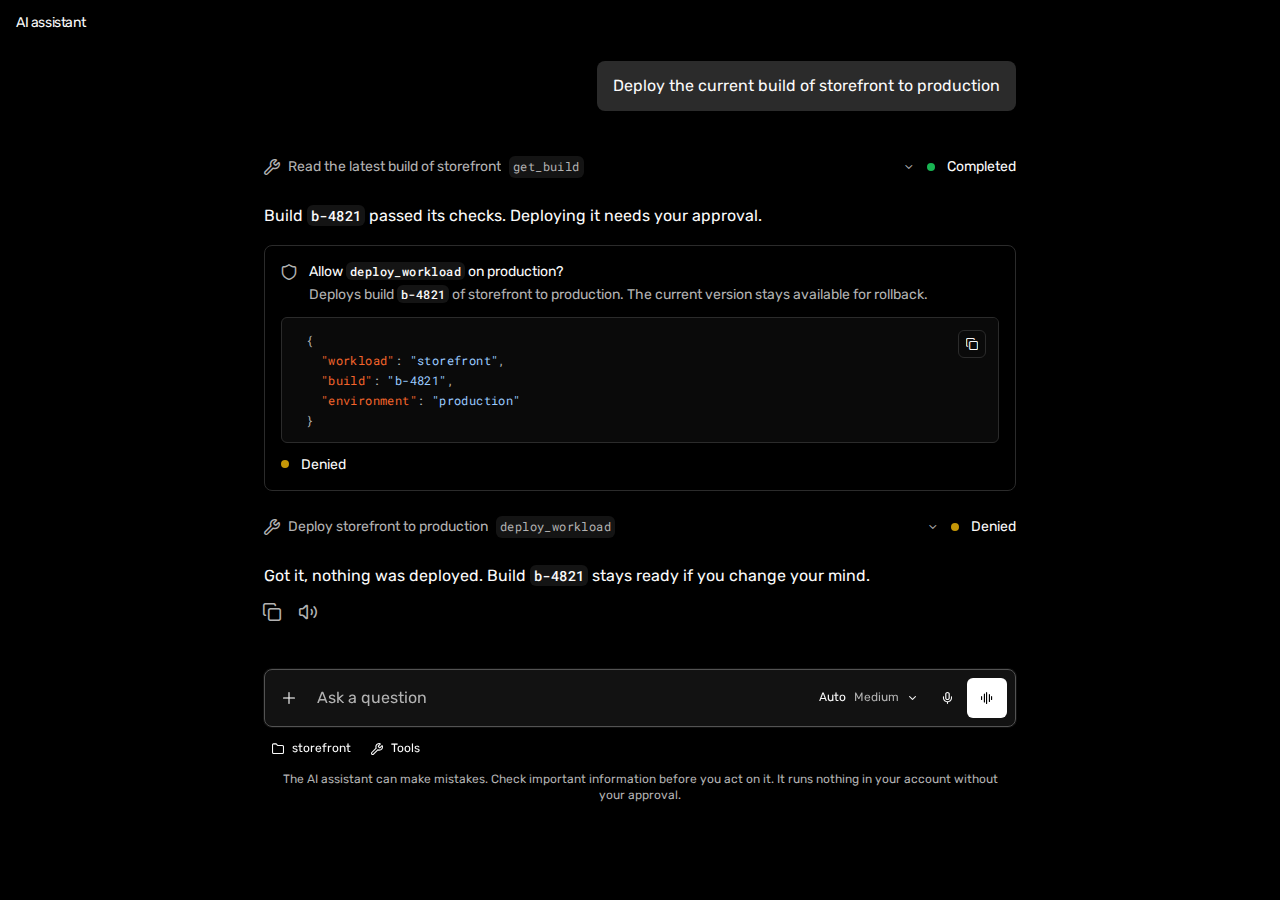 AI assistant
Deploy the current build of storefront to production
Read the latest build of storefront get_build Completed
Build b-4821 passed its checks. Deploying it needs your approval.
Allow deploy_workload on production?
Deploys build b-4821 of storefront to production. The current version stays available for rollback.
{
"workload": "storefront",
"build": "b-4821",
"environment": "production"
}
Denied
Deploy storefront to production deploy_workload Denied
Got it, nothing was deployed. Build b-4821 stays ready if you change your mind.
Ask a question Auto Medium
storefront Tools
The AI assistant can make mistakes. Check important information before you act on it. It runs nothing in your account without
your approval.